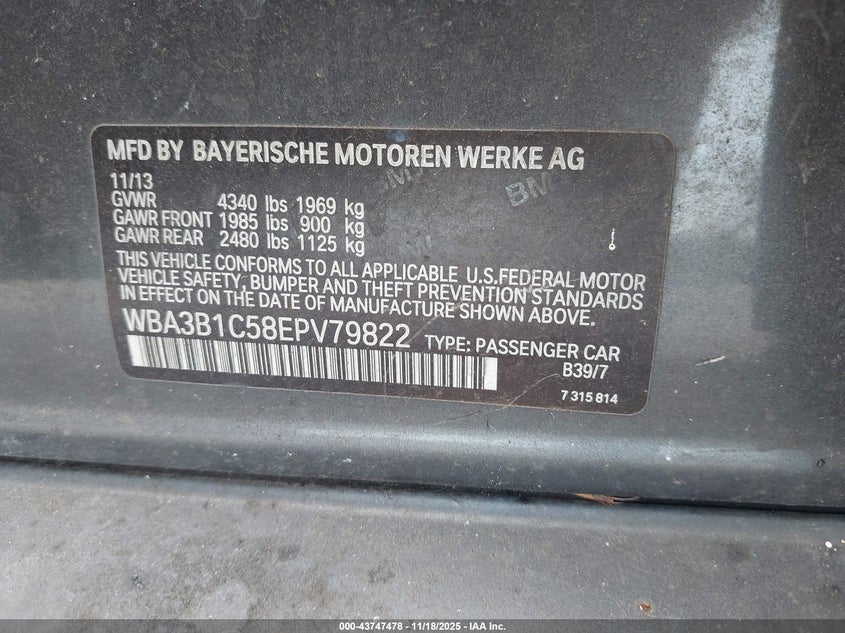 MFD BY BAYERISCHE MOTOREN WERKE AG
11/13
GVWR 4340 lbs 1969 kg
GAWR FRONT 1985 lbs 900 kg
GAWR REAR 2480 lbs 1125 kg
THIS VEHICLE CONFORMS TO ALL APPLICABLE U.S.FEDERAL MOTOR
VEHICLE SAFETY, BUMPER AND THEFT PREVENTION STANDARDS
IN EFFECT ON THE DATE OF MANUFACTURE SHOWN ABOVE.
WBA3B1C58EPV79822 TYPE: PASSENGER CAR
B39/7
7 315 814
000-43747478 - 11/18/2025 - IAA Inc.